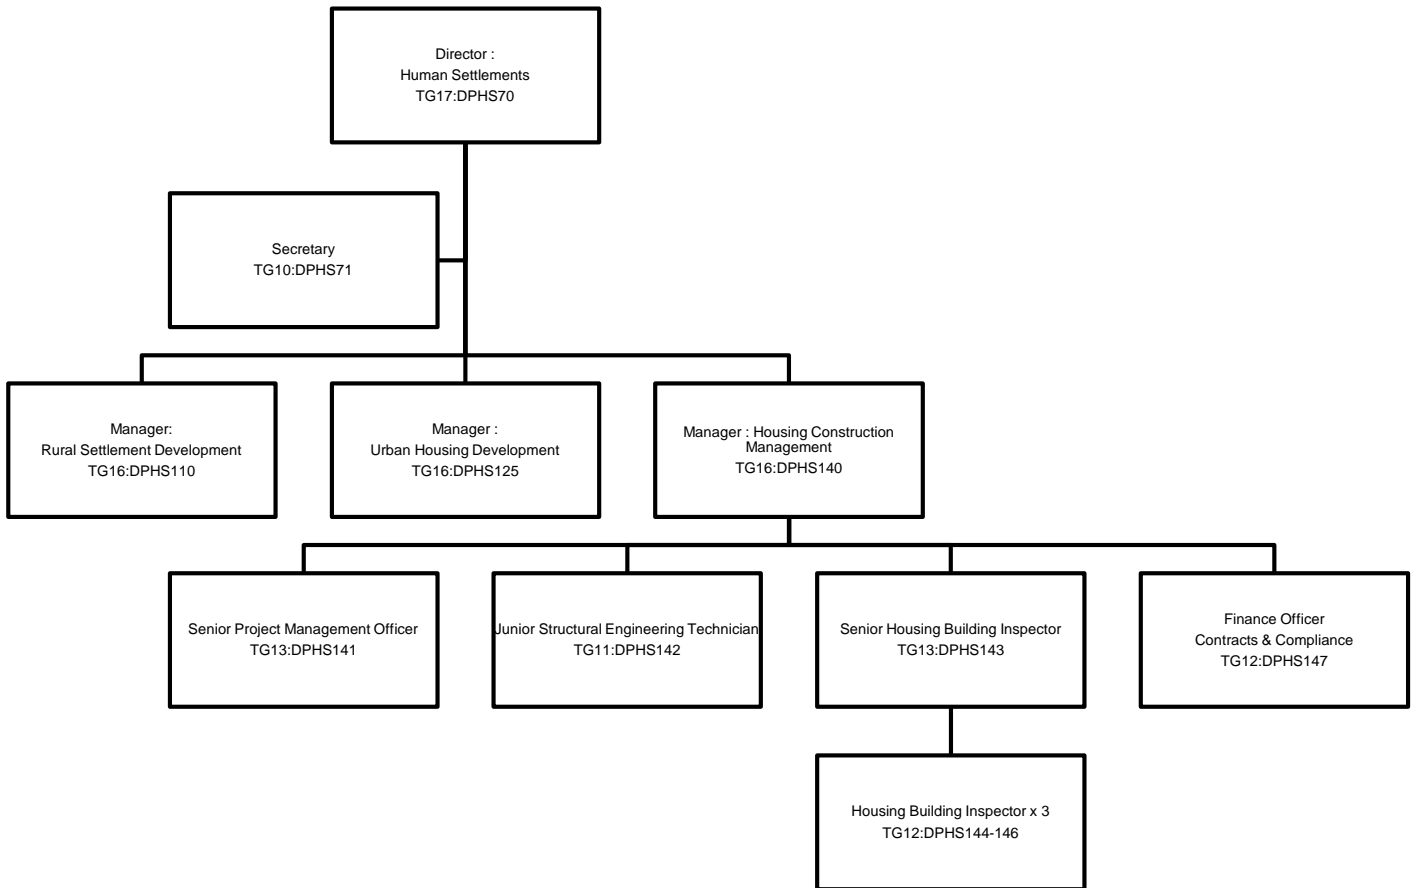 Director :
Human Settlements
TG17:DPHS70
Secretary
TG10:DPHS71
Manager:
Rural Settlement Development
TG16:DPHS110
Manager :
Urban Housing Development
TG16:DPHS125
Manager : Housing Construction
Management
TG16:DPHS140
Senior Project Management Officer
TG13:DPHS141
Junior Structural Engineering Technician
TG11:DPHS142
Senior Housing Building Inspector
TG13:DPHS143
Finance Officer
Contracts & Compliance
TG12:DPHS147
Housing Building Inspector x 3
TG12:DPHS144-146